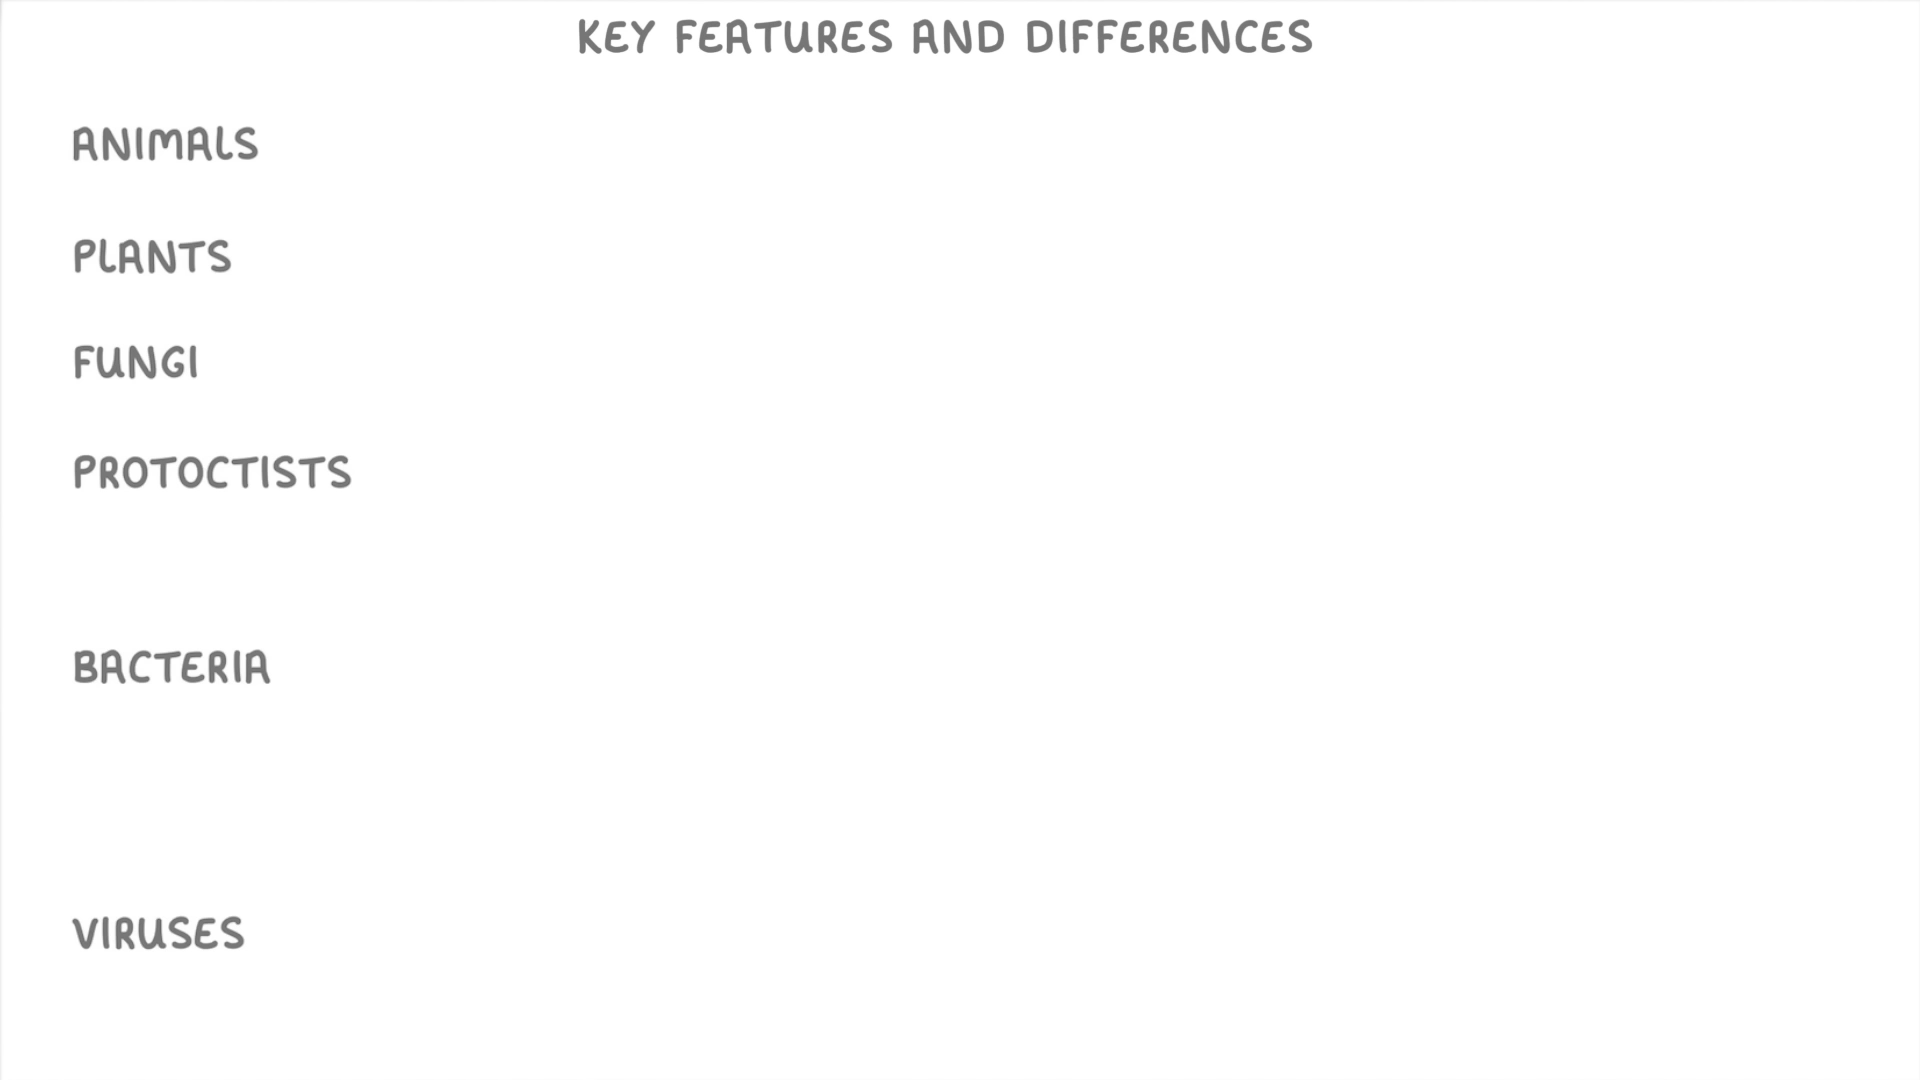 KEY FEATURES AND DIFFERENCES
ANIMALS
PLANTS
FUNGI
PROTOCTISTS
BACTERIA
VIRUSES